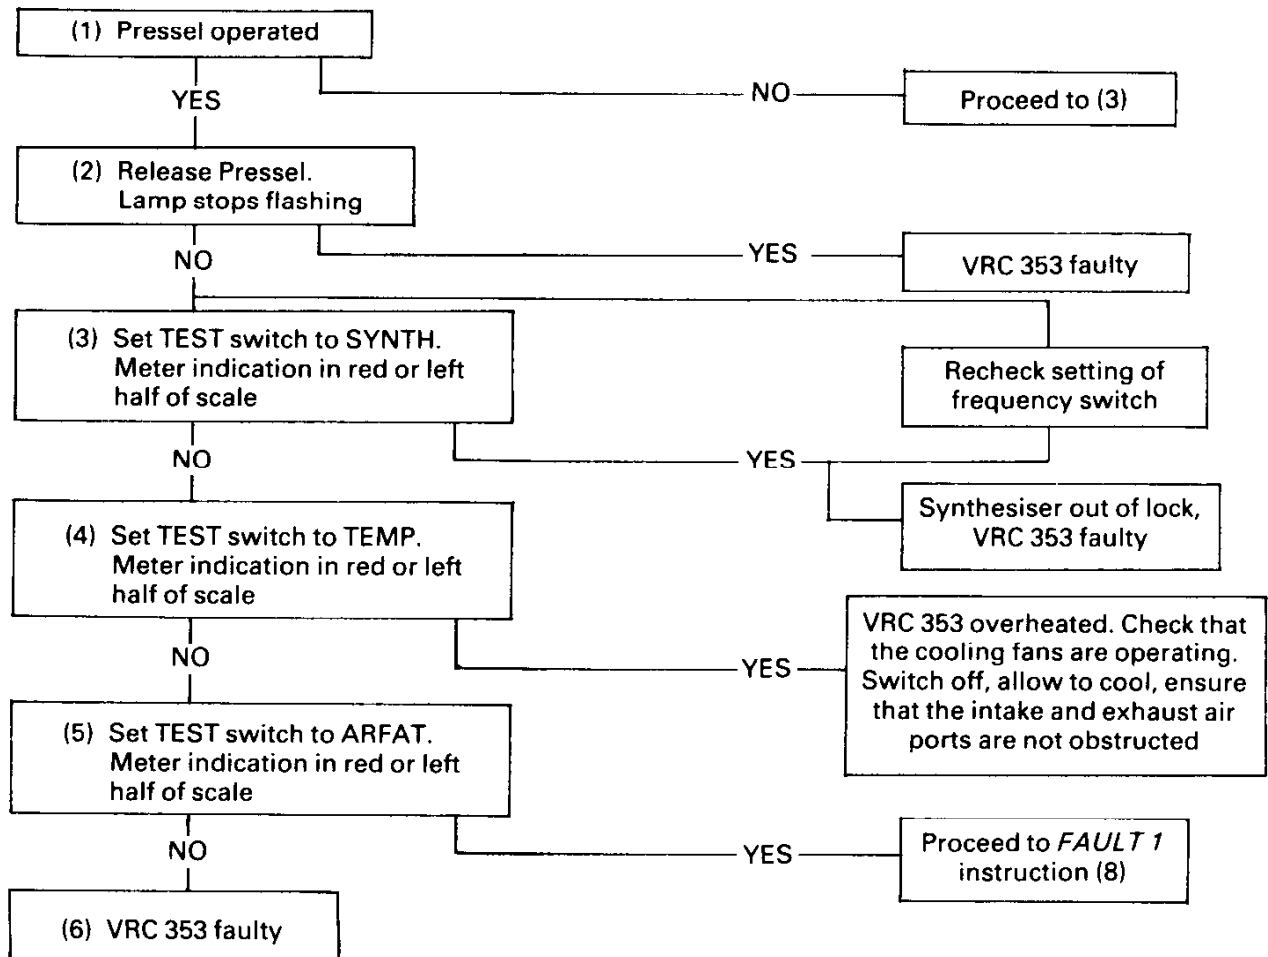 (1) Pressel operated
YES
NO
Proceed to (3)
(2) Release Pressel.
Lamp stops flashing
NO
YES
VRC 353 faulty
(3) Set TEST switch to SYNTH.
Meter indication in red or left
half of scale
Recheck setting of
frequency switch
NO
YES
Synthesiser out of lock,
VRC 353 faulty
(4) Set TEST switch to TEMP.
Meter indication in red or left
half of scale
NO
YES
VRC 353 overheated. Check that
the cooling fans are operating.
Switch off, allow to cool, ensure
that the intake and exhaust air
ports are not obstructed
(5) Set TEST switch to ARFAT.
Meter indication in red or left
half of scale
NO
YES
Proceed to FAULT 1
instruction (8)
(6) VRC 353 faulty